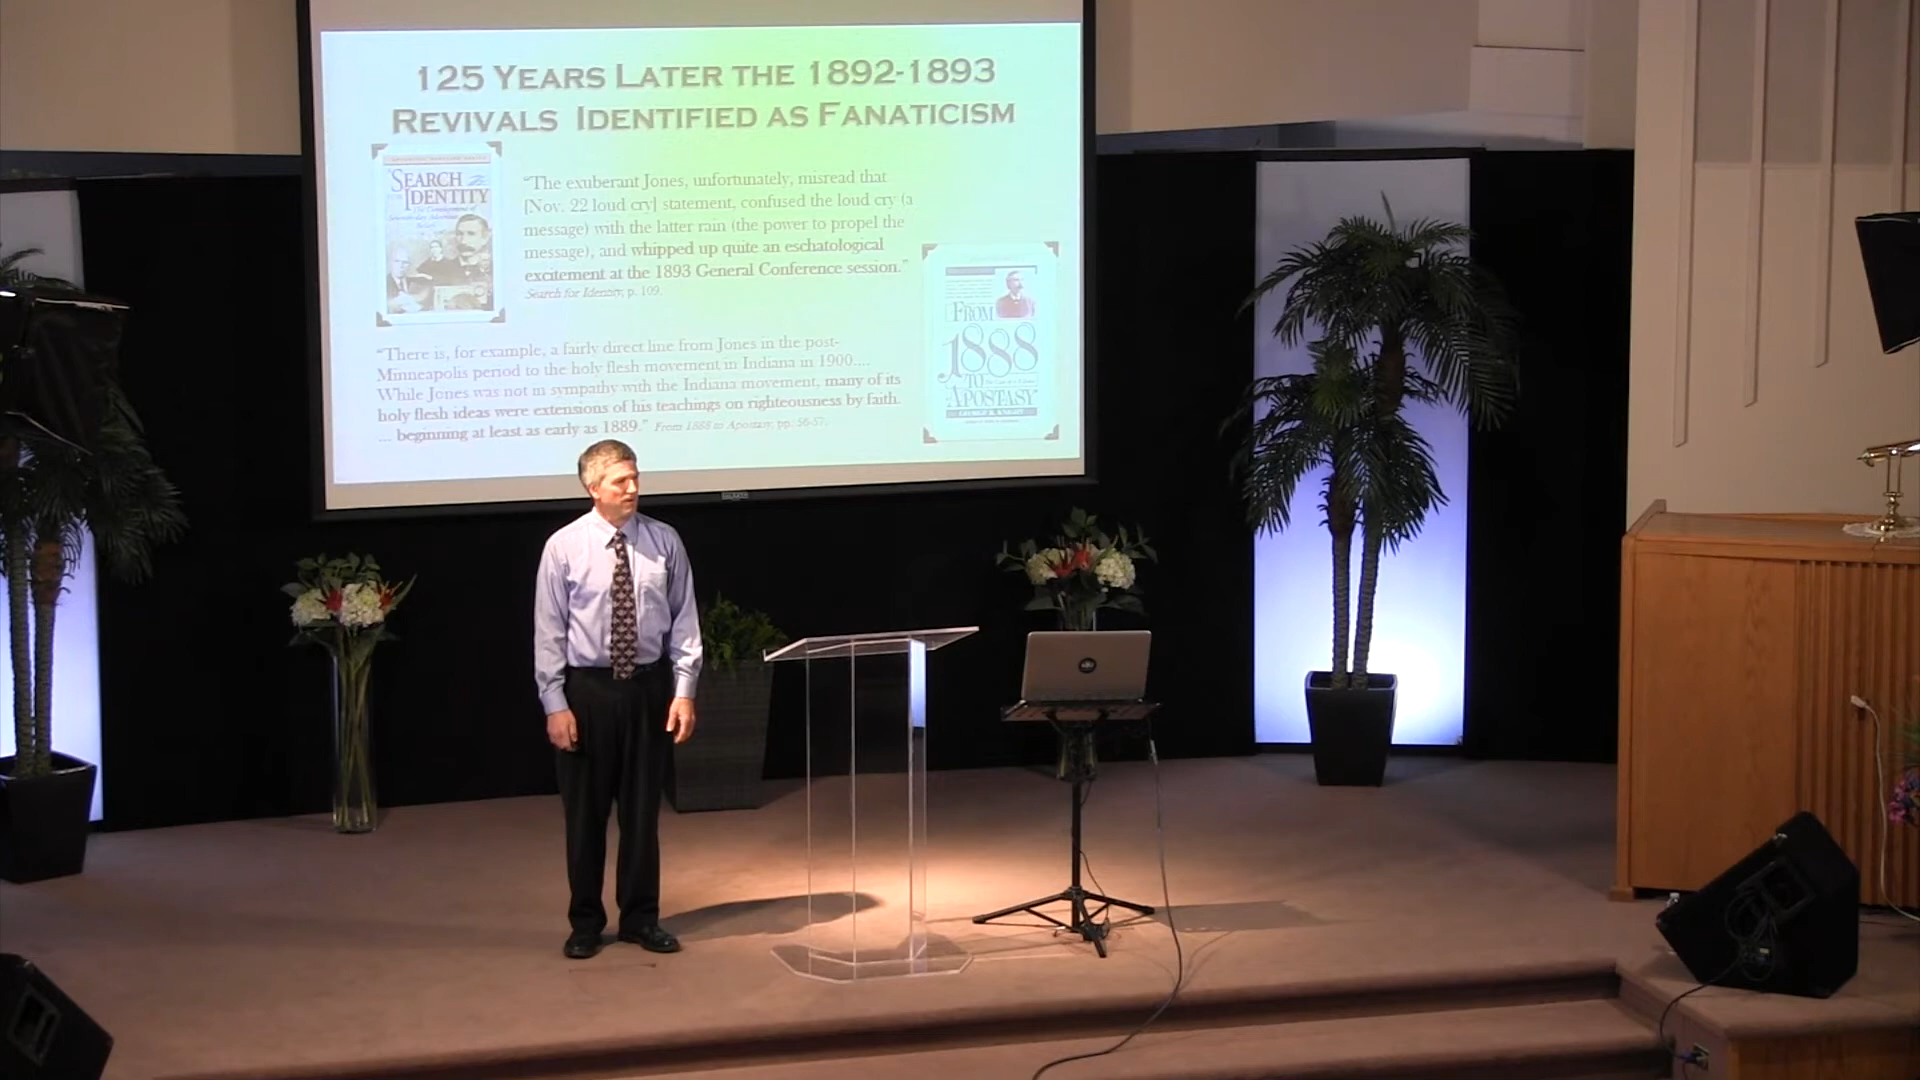 125 YEARS LATER THE 1892-1893
REVIVALS IDENTIFIED AS FANATICISM
SEARCH
IDENTITY
"The exuberant Jones, unfortunately, misread that
[Nov. 22 loud cry] statement, confused the loud cry (a
message) with the latter rain (the power to propel the
message), and whipped up quite an eschatological
excitement at the 1893 General Conference session."
Search for Identity, p. 109.
"There is, for example, a fairly direct line from Jones in the post-
Minneapolis period to the holy flesh movement in Indiana in 1900....
While Jones was not in sympathy with the Indiana movement, many of its
holy flesh ideas were extensions of his teachings on righteousness by faith.
... beginning at least as early as 1889." From 1888 to Apostasy, pp. 56-57.
FROM
1888
TO
APOSTASY
GEORGE R. KNIGHT